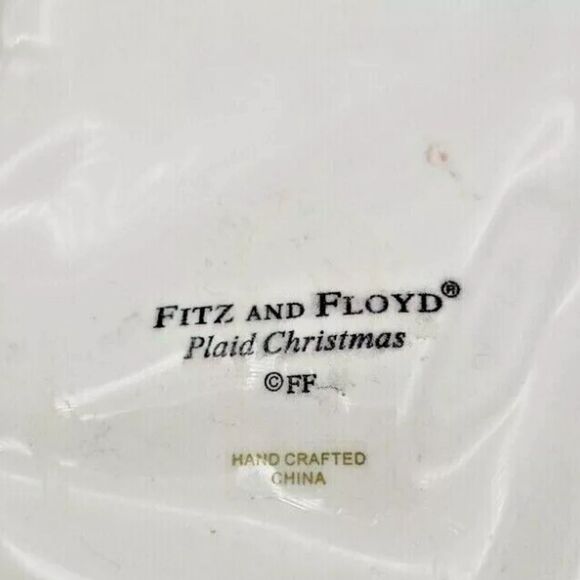 FITZ AND FLOYD®
Plaid Christmas
©FF
HAND CRAFTED
CHINA